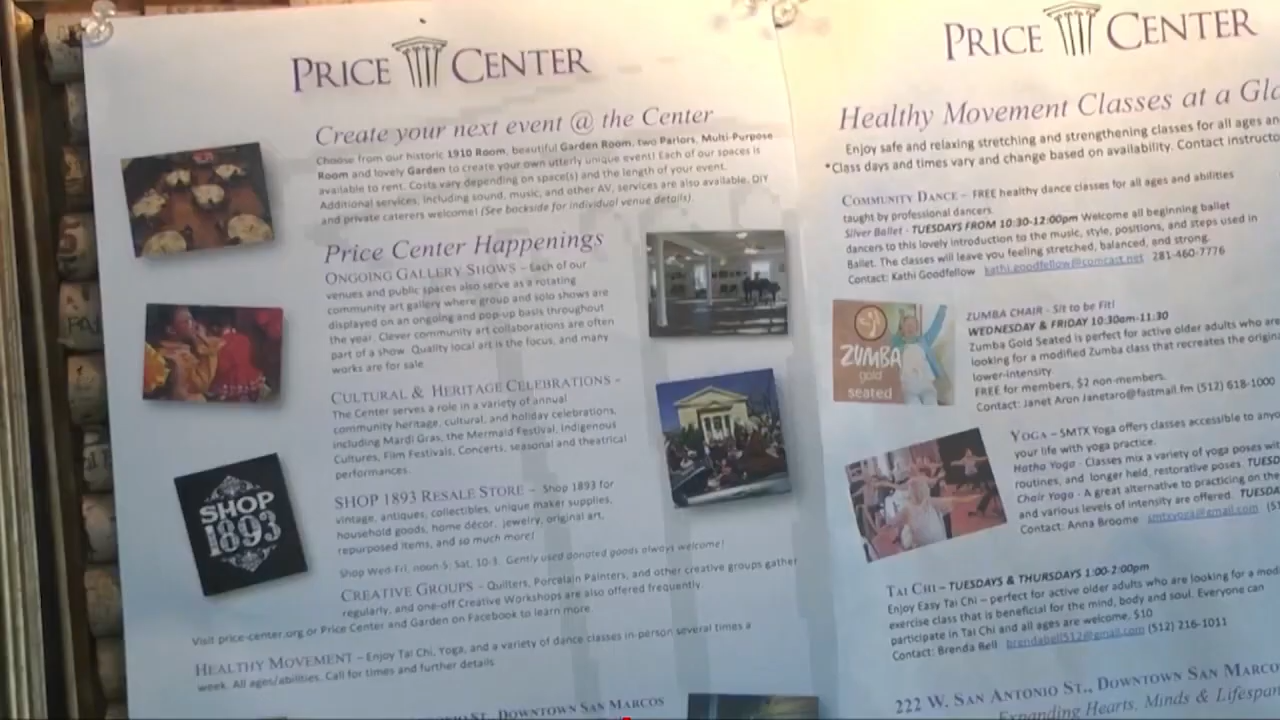 PRICE CENTER
Create your next event @ the Center
Choose from our historic 1910 Room, beautiful Garden Room, two Parlors, Multi-Purpose
Room and lovely Garden to create your own utterly unique event! Each of our spaces is
available to rent. Costs vary depending on space(s) and the length of your event.
Additional services, including sound, music, and other AV, services are also available. DIY
and private caterers welcome! (See backside for individual venue details).
Price Center Happenings
ONGOING GALLERY SHOWS – Each of our
venues and public spaces also serve as a rotating
community art gallery where group and solo shows are
displayed on an ongoing and pop-up basis throughout
the year. Clever community art collaborations are often
part of a show. Quality local art is the focus, and many
works are for sale.
CULTURAL & HERITAGE CELEBRATIONS -
The Center serves a role in a variety of annual
community heritage, cultural, and holiday celebrations,
including Mardi Gras, the Mermaid Festival, Indigenous
Cultures, Film Festivals, Concerts, seasonal and theatrical
performances.
SHOP
1893
SHOP 1893 RESALE STORE – Shop 1893 for
vintage, antiques, collectibles, unique maker supplies,
household goods, home décor, jewelry, original art,
repurposed items, and so much more!
Shop Wed-Fri, noon-5; Sat, 10-3. Gently used donated goods always welcome!
CREATIVE GROUPS – Quilters, Porcelain Painters, and other creative groups gather
regularly, and one-off Creative Workshops are also offered frequently.
Visit price-center.org or Price Center and Garden on Facebook to learn more.
HEALTHY MOVEMENT – Enjoy Tai Chi, Yoga, and a variety of dance classes in-person several times a
week. All ages/abilities. Call for times and further details
ST., DOWNTOWN SAN MARCOS
PRICE CENTER
Healthy Movement Classes at a Gla
Enjoy safe and relaxing stretching and strengthening classes for all ages an
*Class days and times vary and change based on availability. Contact instructo
COMMUNITY DANCE – FREE healthy dance classes for all ages and abilities
taught by professional dancers.
Silver Ballet - TUESDAYS FROM 10:30-12:00pm Welcome all beginning ballet
dancers to this lovely introduction to the music, style, positions, and steps used in
Ballet. The classes will leave you feeling stretched, balanced, and strong.
Contact: Kathi Goodfellow kathi.goodfellow@comcast.net 281-460-7776
ZUMBA
gold
seated
ZUMBA CHAIR - Sit to be Fit!
WEDNESDAY & FRIDAY 10:30am-11:30
Zumba Gold Seated is perfect for active older adults who are
looking for a modified Zumba class that recreates the origina
lower-intensity.
FREE for members, $2 non-members.
Contact: Janet Aron Janetaro@fastmail.fm (512) 618-1000
YOGA – SMTX Yoga offers classes accessible to anyo
your life with yoga practice.
Hatha Yoga - Classes mix a variety of yoga poses wit
routines, and longer held, restorative poses. TUESD
Chair Yoga - A great alternative to practicing on the
and various levels of intensity are offered. TUESDA
Contact: Anna Broome smtxyoga@gmail.com (51
TAI CHI – TUESDAYS & THURSDAYS 1:00-2:00pm
Enjoy Easy Tai Chi – perfect for active older adults who are looking for a mod
exercise class that is beneficial for the mind, body and soul. Everyone can
participate in Tai Chi and all ages are welcome. $10
Contact: Brenda Bell brendabell512@gmail.com (512) 216-1011
222 W. SAN ANTONIO ST., DOWNTOWN SAN MARCO
Expanding Hearts, Minds & Lifespan